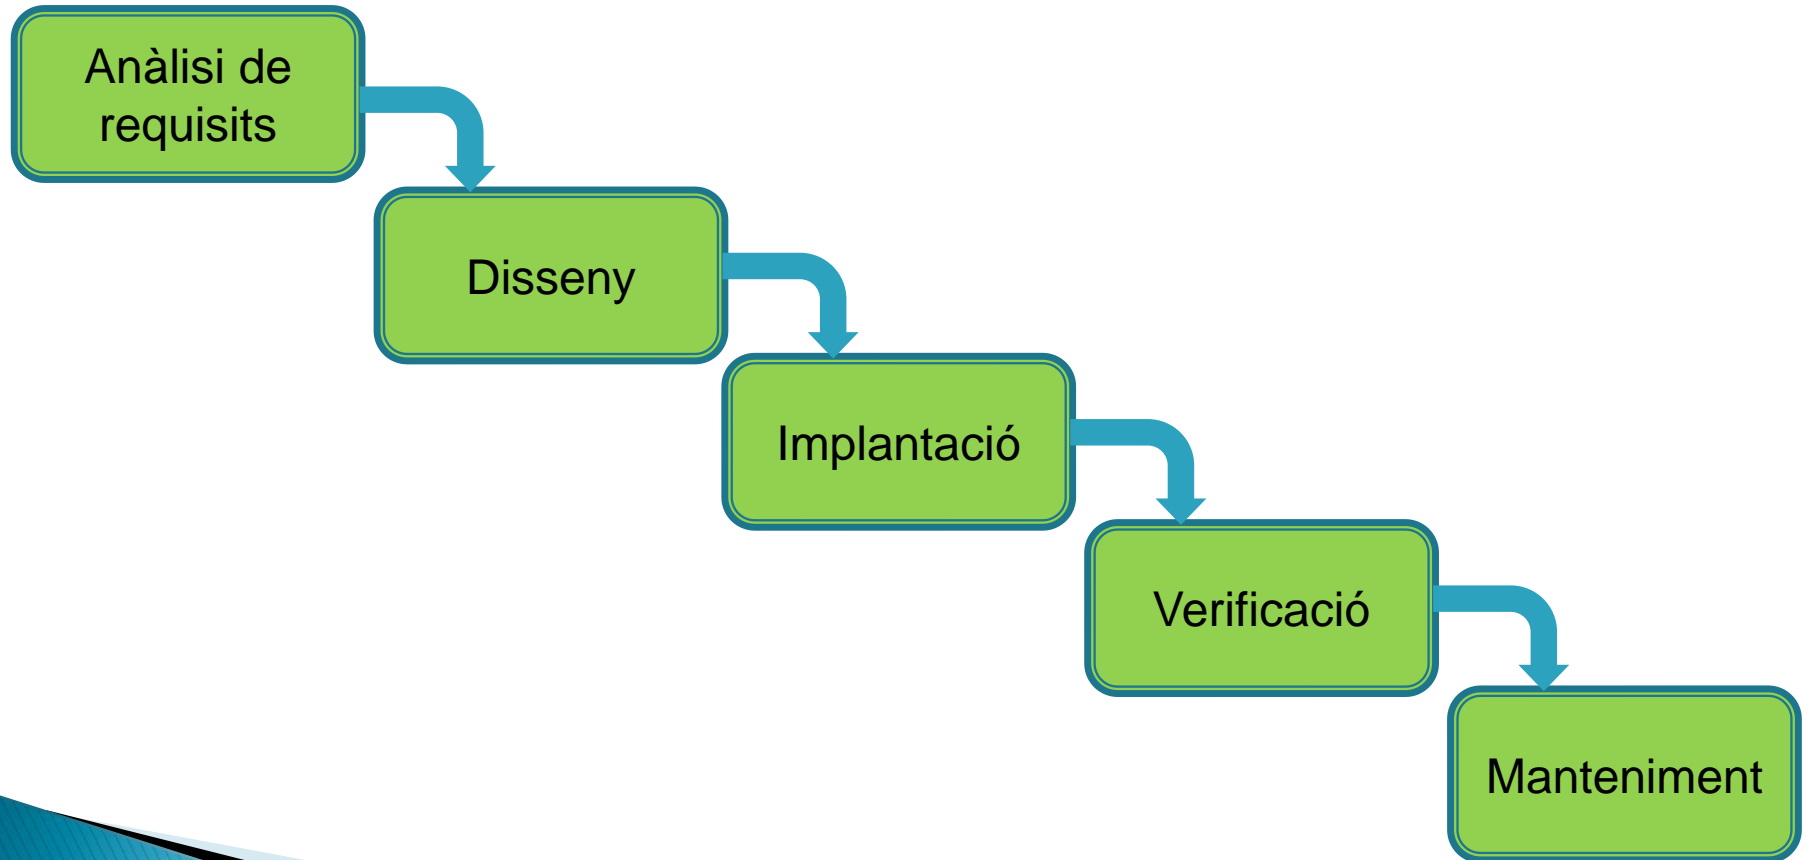 Anàlisi de
requisits
Disseny
Implantació
Verificació
Manteniment